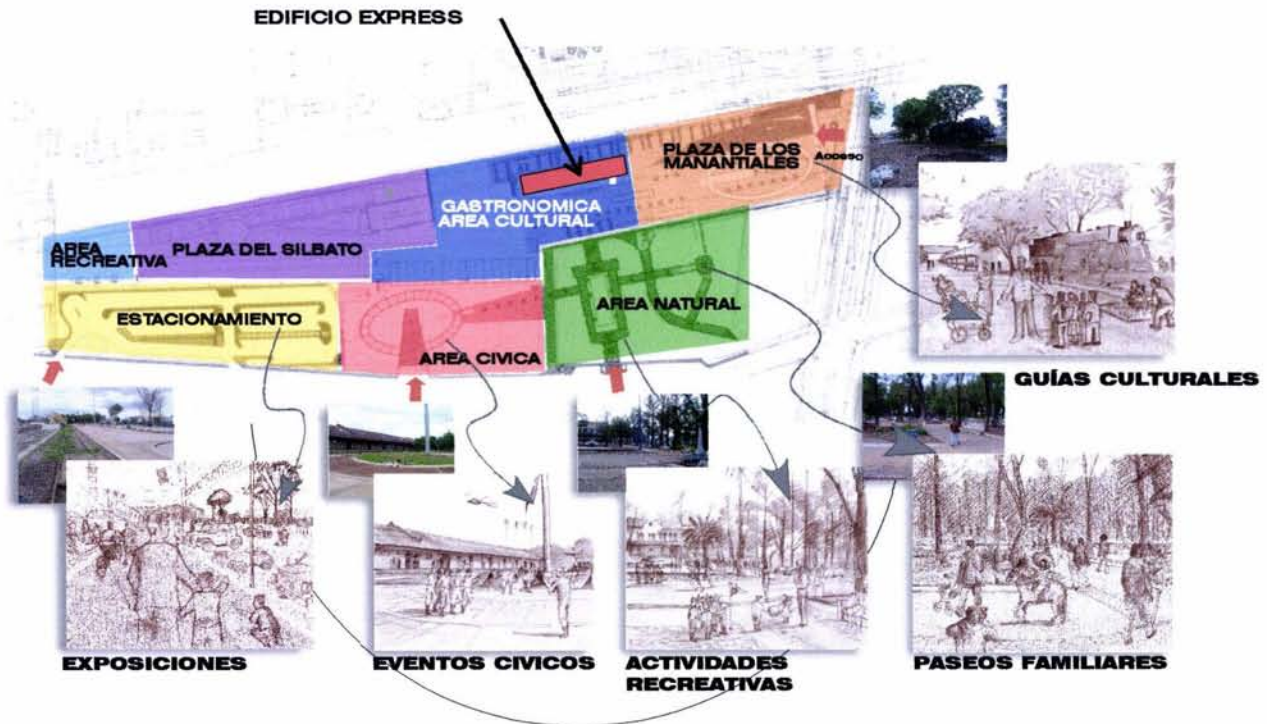 EDIFICIO EXPRESS
PLAZA DE LOS
MANANTIALES
Acceso
GASTRONOMICA
AREA CULTURAL
AREA
RECREATIVA
PLAZA DEL SILBATO
AREA NATURAL
ESTACIONAMIENTO
AREA CIVICA
GUÍAS CULTURALES
EXPOSICIONES
EVENTOS CIVICOS
ACTIVIDADES
RECREATIVAS
PASEOS FAMILIARES